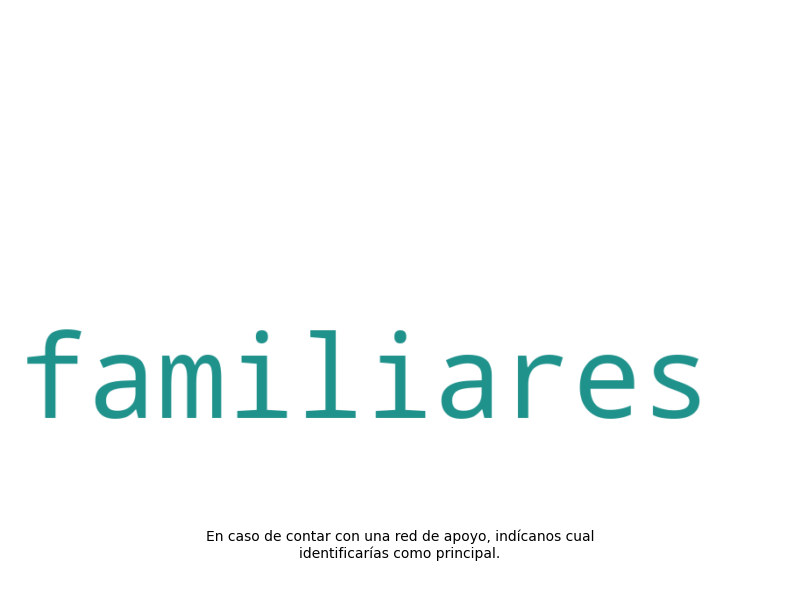 familiares
En caso de contar con una red de apoyo, indícanos cual
identificarías como principal.